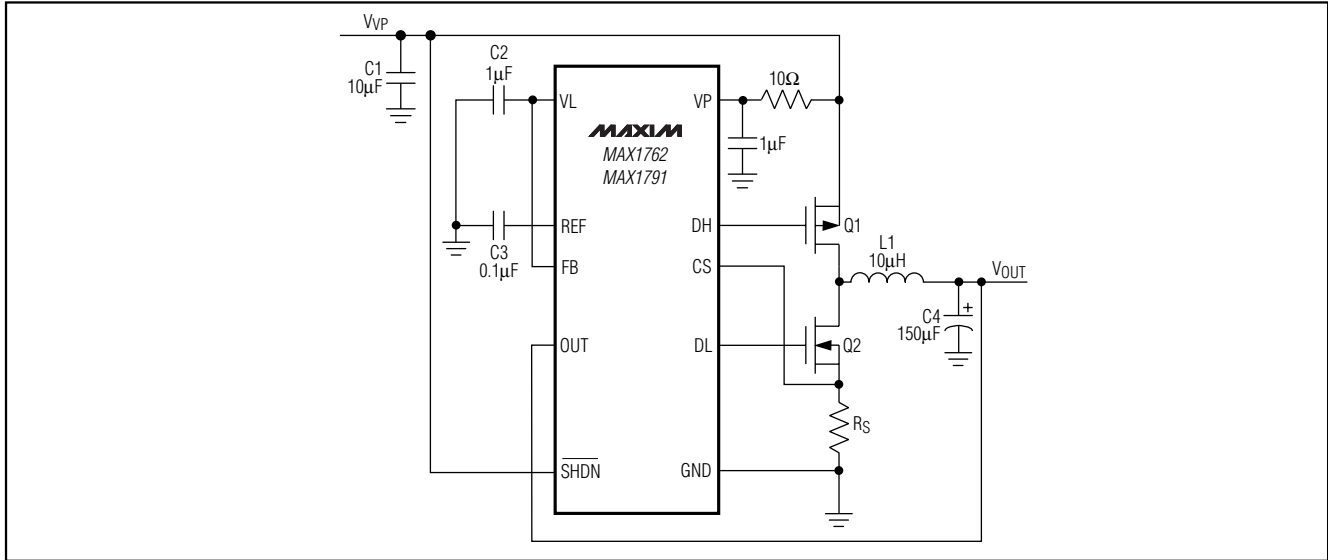 VVP
C1
10μF
C2
1μF
VL
VP
10Ω
1μF
MAXIM
MAX1762
MAX1791
REF
C3
0.1μF
FB
DH
Q1
CS
L1
10μH
VOUT
C4
150μF
+
OUT
DL
Q2
RS
SHDN
GND